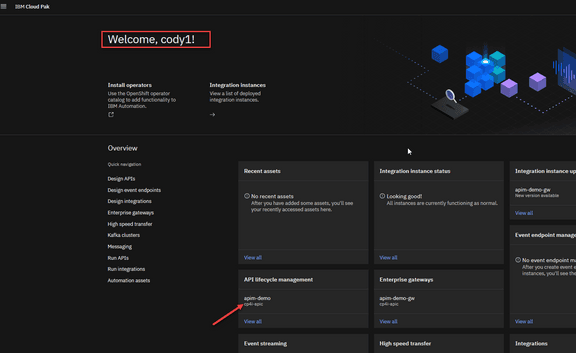 IBM Cloud Pak
Welcome, cody1!
Install operators
Use the OpenShift operator
catalog to add functionality to
IBM Automation.
Integration instances
View a list of deployed
integration instances.
Overview
Quick navigation
Design APIs
Design event endpoints
Design integrations
Enterprise gateways
High speed transfer
Kafka clusters
Messaging
Run APIs
Run integrations
Automation assets
Recent assets
No recent assets
After you have added some assets, you'll see
your recently accessed assets here.
View all
Integration instance status
Looking good!
All instances are currently functioning as normal.
View all
Integration instance up
apim-demo-gw
New version available
View all
Event endpoint manage
No event endpoint m
After you create event e
instances, you'll see the
API lifecycle management
apim-demo
cp4i-apic
View all
Enterprise gateways
apim-demo-gw
cp4i-apic
View all
Event streaming
High speed transfer
Integrations